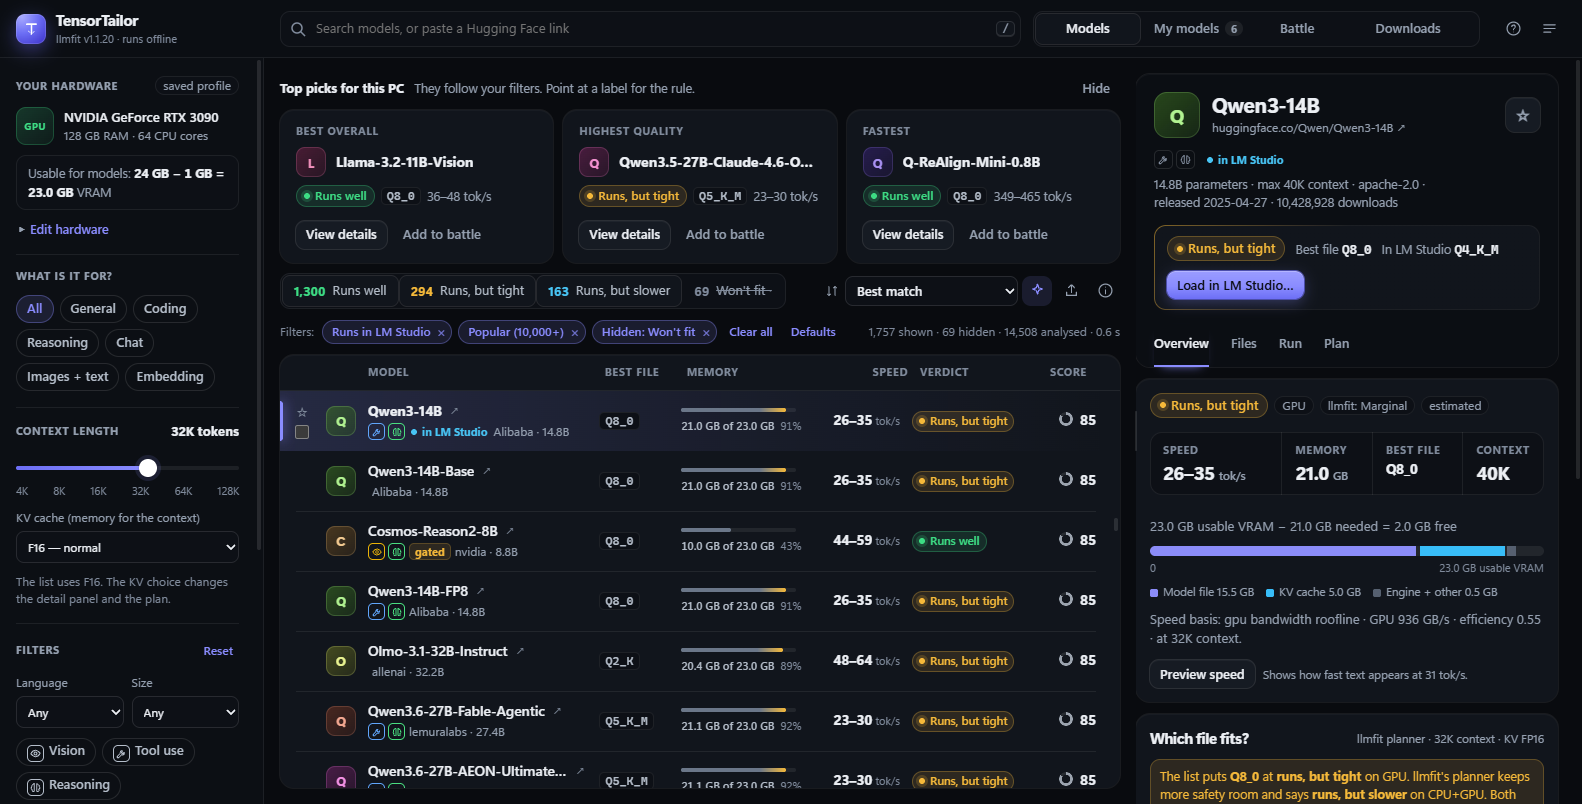 TensorTailor
llmfit v1.1.20 · runs offline
Search models, or paste a Hugging Face link
/
Models
My models 6
Battle
Downloads
YOUR HARDWARE
saved profile
GPU
NVIDIA GeForce RTX 3090
128 GB RAM · 64 CPU cores
Usable for models: 24 GB − 1 GB =
23.0 GB VRAM
▸ Edit hardware
WHAT IS IT FOR?
All
General
Coding
Reasoning
Chat
Images + text
Embedding
CONTEXT LENGTH
32K tokens
4K 8K 16K 32K 64K 128K
KV cache (memory for the context)
F16 — normal
The list uses F16. The KV choice changes
the detail panel and the plan.
FILTERS
Reset
Language
Size
Any
Any
Vision
Tool use
Reasoning
Top picks for this PC
They follow your filters. Point at a label for the rule.
Hide
BEST OVERALL
L
Llama-3.2-11B-Vision
Runs well Q8_0 36–48 tok/s
View details
Add to battle
HIGHEST QUALITY
Q
Qwen3.5-27B-Claude-4.6-O...
Runs, but tight Q5_K_M 23–30 tok/s
View details
Add to battle
FASTEST
Q
Q-ReAlign-Mini-0.8B
Runs well Q8_0 349–465 tok/s
View details
Add to battle
1,300 Runs well
294 Runs, but tight
163 Runs, but slower
69 Won't fit
Best match
Filters:
Runs in LM Studio ×
Popular (10,000+) ×
Hidden: Won't fit ×
Clear all
Defaults
1,757 shown · 69 hidden · 14,508 analysed · 0.6 s
MODEL BEST FILE MEMORY SPEED VERDICT SCORE
Q
Qwen3-14B ↗
in LM Studio Alibaba · 14.8B
Q8_0
21.0 GB of 23.0 GB 91%
26–35 tok/s
Runs, but tight
85
Q
Qwen3-14B-Base ↗
Alibaba · 14.8B
Q8_0
21.0 GB of 23.0 GB 91%
26–35 tok/s
Runs, but tight
85
C
Cosmos-Reason2-8B ↗
gated nvidia · 8.8B
Q8_0
10.0 GB of 23.0 GB 43%
44–59 tok/s
Runs well
85
Q
Qwen3-14B-FP8 ↗
Alibaba · 14.8B
Q8_0
21.0 GB of 23.0 GB 91%
26–35 tok/s
Runs, but tight
85
O
Olmo-3.1-32B-Instruct ↗
allenai · 32.2B
Q2_K
20.4 GB of 23.0 GB 89%
48–64 tok/s
Runs, but tight
85
Q
Qwen3.6-27B-Fable-Agentic ↗
lemuralabs · 27.4B
Q5_K_M
21.1 GB of 23.0 GB 92%
23–30 tok/s
Runs, but tight
85
Q
Qwen3.6-27B-AEON-Ultimate... ↗
Q5_K_M
21.1 GB of 23.0 GB 92%
23–30 tok/s
Runs, but tight
85
Q
Qwen3-14B
huggingface.co/Qwen/Qwen3-14B ↗
in LM Studio
14.8B parameters · max 40K context · apache-2.0 ·
released 2025-04-27 · 10,428,928 downloads
Runs, but tight Best file Q8_0 In LM Studio Q4_K_M
Load in LM Studio...
Overview
Files
Run
Plan
Runs, but tight
GPU
llmfit: Marginal
estimated
SPEED
26–35 tok/s
MEMORY
21.0 GB
BEST FILE
Q8_0
CONTEXT
40K
23.0 GB usable VRAM − 21.0 GB needed = 2.0 GB free
0
23.0 GB usable VRAM
Model file 15.5 GB KV cache 5.0 GB Engine + other 0.5 GB
Speed basis: gpu bandwidth roofline · GPU 936 GB/s · efficiency 0.55
· at 32K context.
Preview speed
Shows how fast text appears at 31 tok/s.
Which file fits?
llmfit planner · 32K context · KV FP16
The list puts Q8_0 at runs, but tight on GPU. llmfit's planner keeps
more safety room and says runs, but slower on CPU+GPU. Both